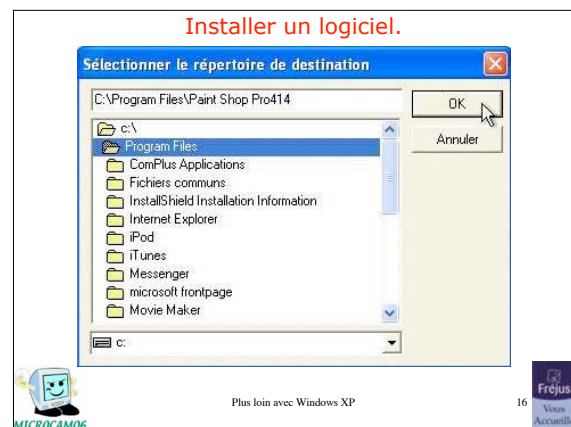 Installer un logiciel.
Sélectionner le répertoire de destination
C:\Program Files\Paint Shop Pro414
OK
Annuler
c:\
Program Files
ComPlus Applications
Fichiers communs
InstallShield Installation Information
Internet Explorer
iPod
iTunes
Messenger
microsoft frontpage
Movie Maker
c:
MICROCAM06
Plus loin avec Windows XP
16
Fréjus
Vous
Accueille